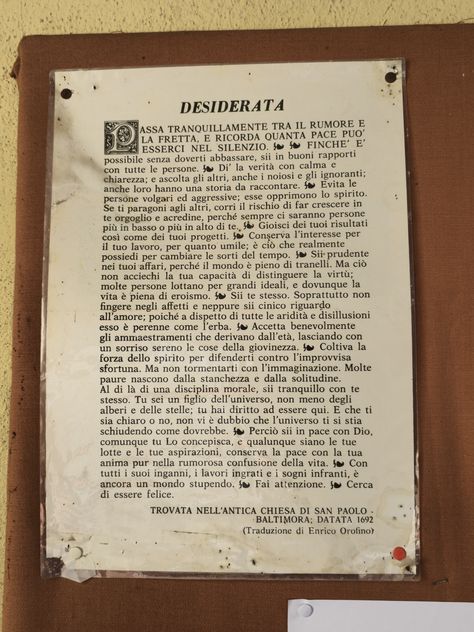 DESIDERATA
PASSA TRANQUILLAMENTE TRA IL RUMORE E
LA FRETTA, E RICORDA QUANTA PACE PUO'
ESSERCI NEL SILENZIO. FINCHE' E'
possibile senza doverti abbassare, sii in buoni rapporti
con tutte le persone. Di' la verità con calma e
chiarezza; e ascolta gli altri, anche i noiosi e gli ignoranti;
anche loro hanno una storia da raccontare. Evita le
persone volgari ed aggressive; esse opprimono lo spirito.
Se ti paragoni agli altri, corri il rischio di far crescere in
te orgoglio e acredine, perché sempre ci saranno persone
più in basso o più in alto di te. Gioisci dei tuoi risultati
così come dei tuoi progetti. Conserva l'interesse per
il tuo lavoro, per quanto umile; è ciò che realmente
possiedi per cambiare le sorti del tempo. Sii prudente
nei tuoi affari, perché il mondo è pieno di tranelli. Ma ciò
non acciechi la tua capacità di distinguere la virtù;
molte persone lottano per grandi ideali, e dovunque la
vita è piena di eroismo. Sii te stesso. Soprattutto non
fingere negli affetti e neppure sii cinico riguardo
all'amore; poiché a dispetto di tutte le aridità e disillusioni
esso è perenne come l'erba. Accetta benevolmente
gli ammaestramenti che derivano dall'età, lasciando con
un sorriso sereno le cose della giovinezza. Coltiva la
forza dello spirito per difenderti contro l'improvvisa
sfortuna. Ma non tormentarti con l'immaginazione. Molte
paure nascono dalla stanchezza e dalla solitudine.
Al di là di una disciplina morale, sii tranquillo con te
stesso. Tu sei un figlio dell'universo, non meno degli
alberi e delle stelle; tu hai diritto ad essere qui. E che ti
sia chiaro o no, non vi è dubbio che l'universo ti si stia
schiudendo come dovrebbe. Perciò sii in pace con Dio,
comunque tu Lo concepisca, e qualunque siano le tue
lotte e le tue aspirazioni, conserva la pace con la tua
anima pur nella rumorosa confusione della vita. Con
tutti i suoi inganni, i lavori ingrati e i sogni infranti, è
ancora un mondo stupendo. Fai attenzione. Cerca
di essere felice.
TROVATA NELL'ANTICA CHIESA DI SAN PAOLO -
BALTIMORA; DATATA 1692
(Traduzione di Enrico Orofino)